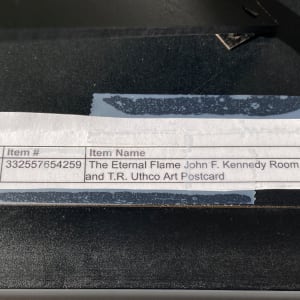 Item # Item Name
332557654259 The Eternal Flame John F. Kennedy Room
and T.R. Uthco Art Postcard